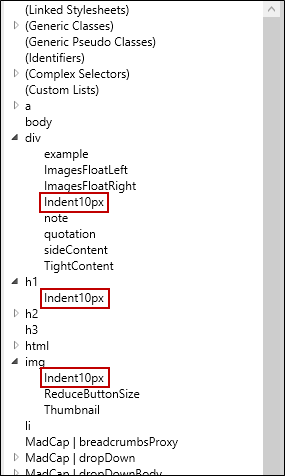 (Linked Stylesheets)
(Generic Classes)
(Generic Pseudo Classes)
(Identifiers)
(Complex Selectors)
(Custom Lists)
a
body
div
example
ImagesFloatLeft
ImagesFloatRight
Indent10px
note
quotation
sideContent
TightContent
h1
Indent10px
h2
h3
html
img
Indent10px
ReduceButtonSize
Thumbnail
li
MadCap | breadcrumbsProxy
MadCap | dropDown
MadCap | dropDownBody